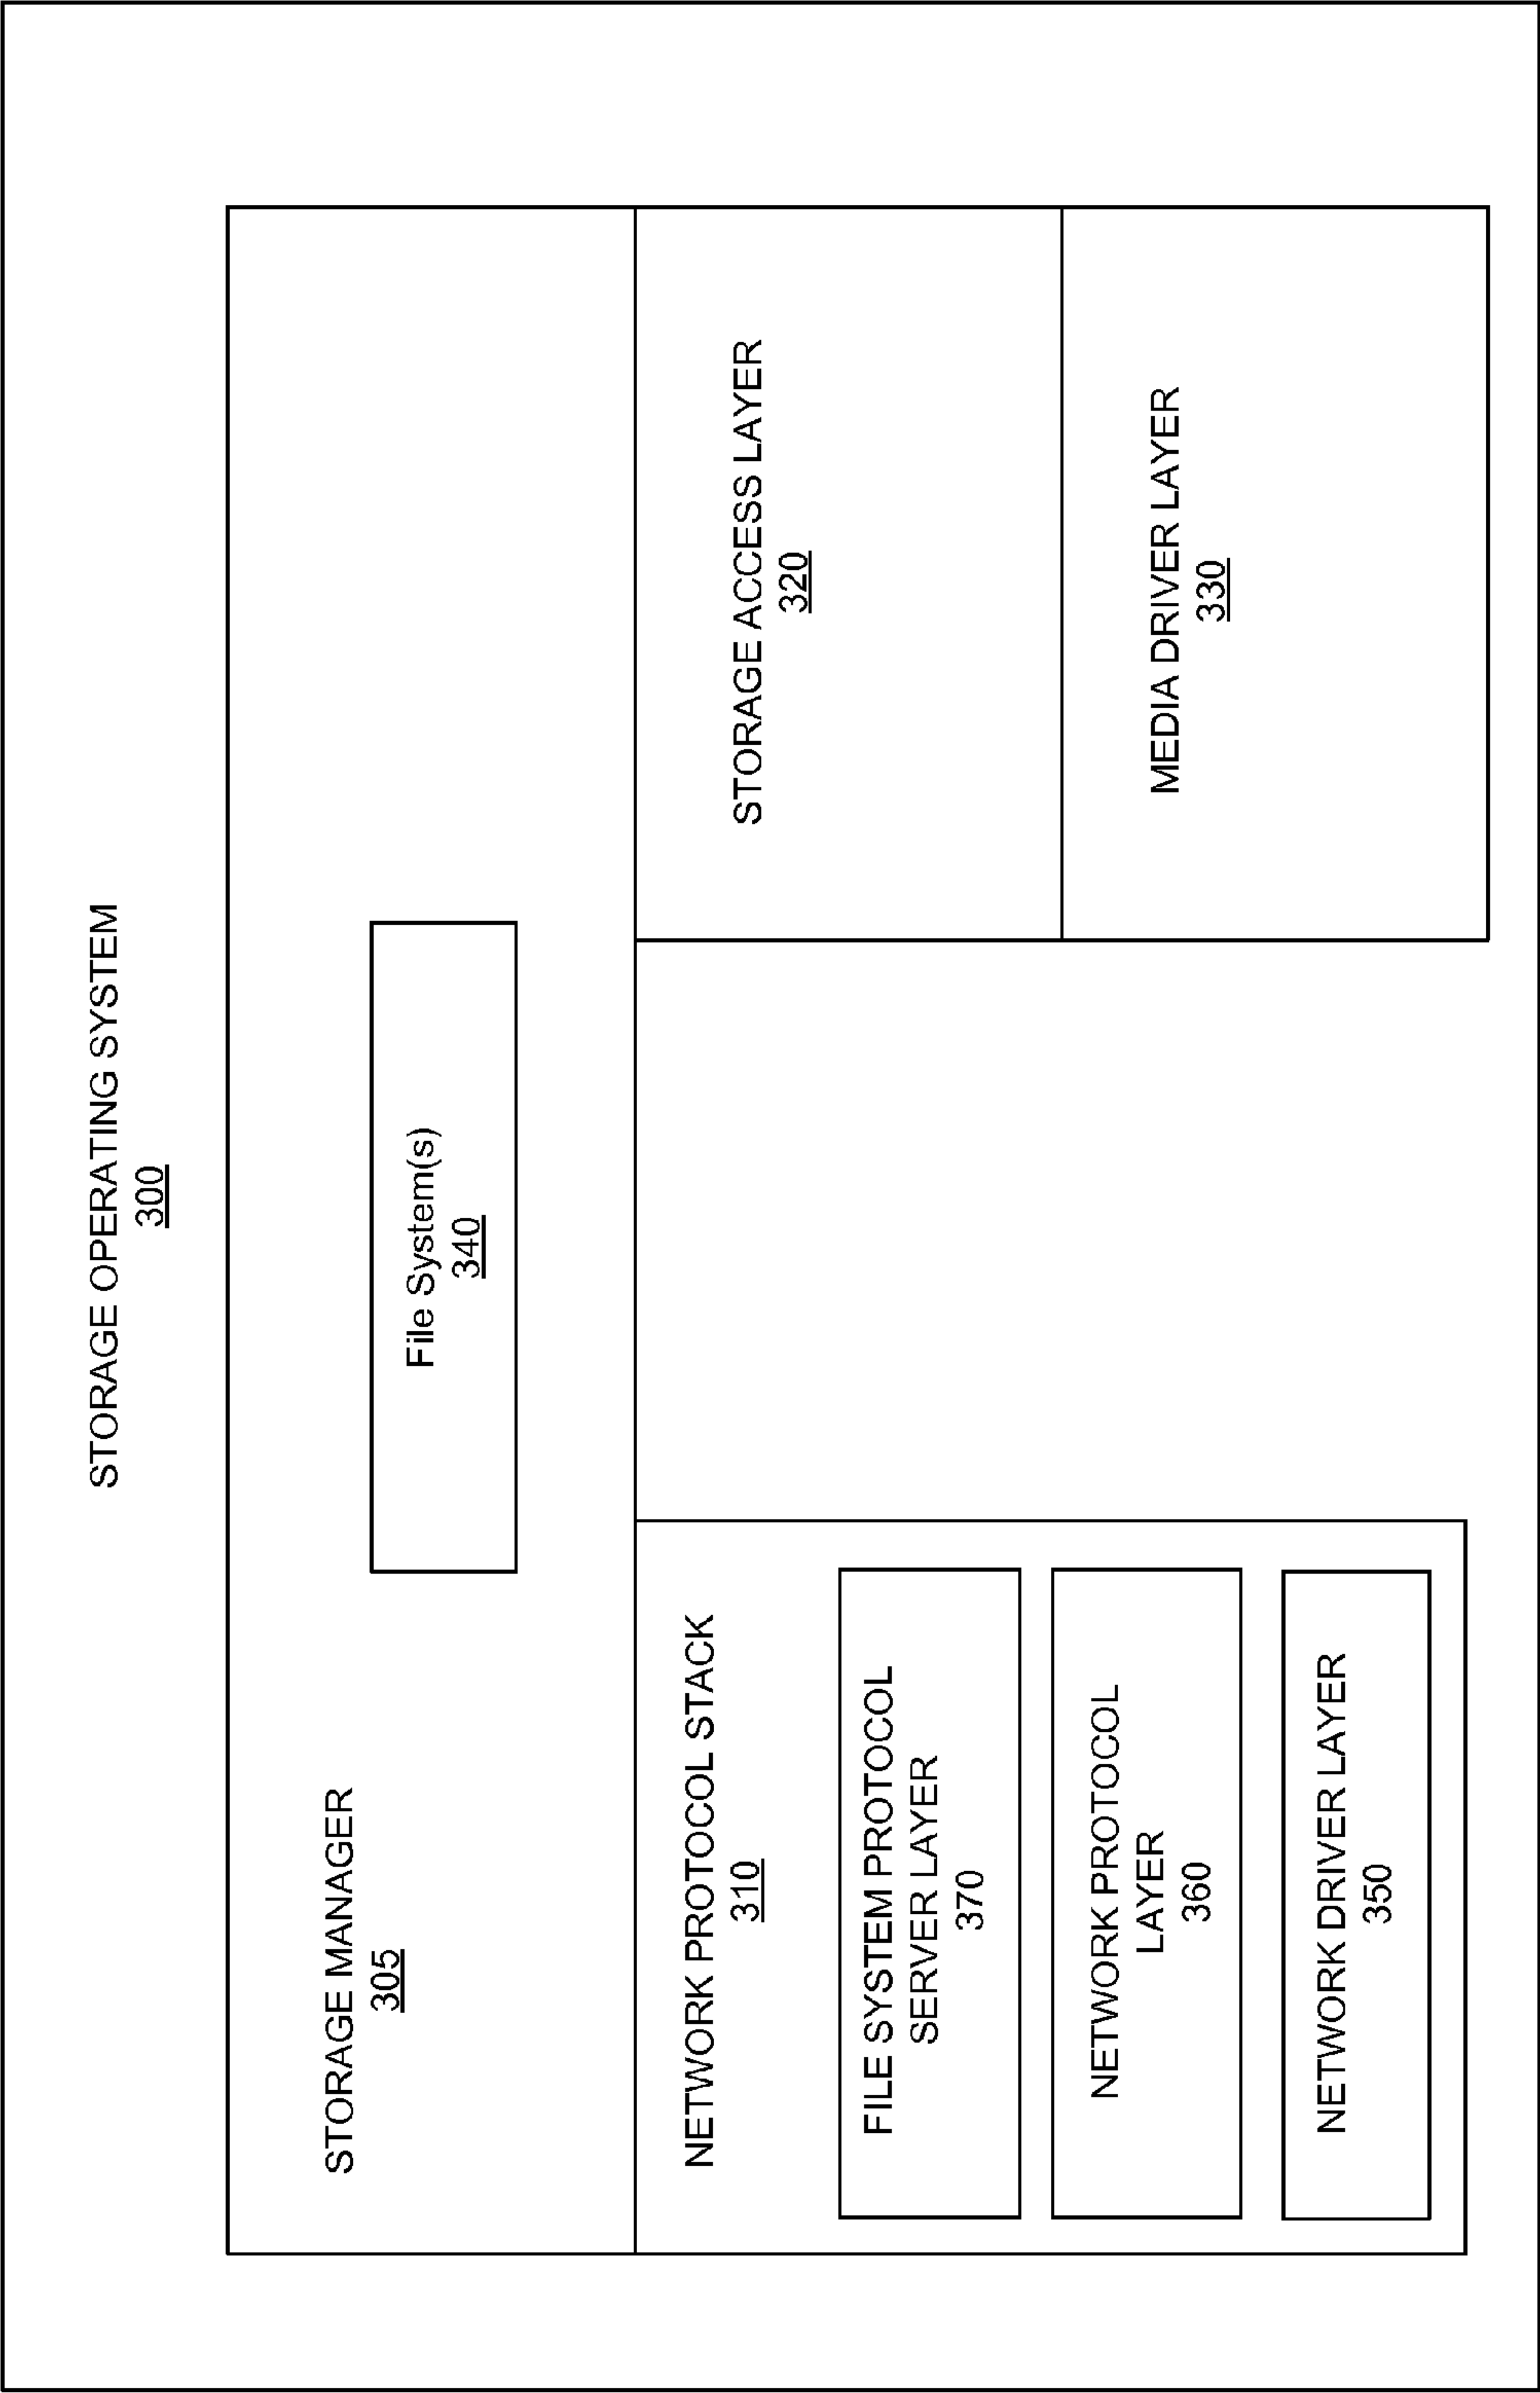 STORAGE OPERATING SYSTEM
300
STORAGE MANAGER
305
File System(s)
340
NETWORK PROTOCOL STACK
310
FILE SYSTEM PROTOCOL
SERVER LAYER
370
NETWORK PROTOCOL
LAYER
360
NETWORK DRIVER LAYER
350
STORAGE ACCESS LAYER
320
MEDIA DRIVER LAYER
330